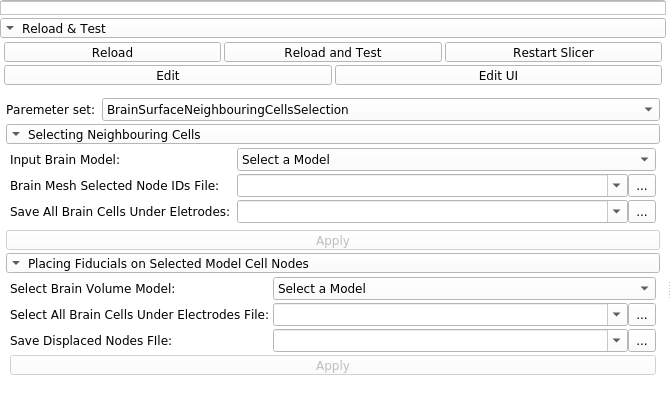 Reload & Test
Reload Reload and Test Restart Slicer
Edit Edit UI
Paremeter set: BrainSurfaceNeighbouringCellsSelection
Selecting Neighbouring Cells
Input Brain Model: Select a Model
Brain Mesh Selected Node IDs File: ...
Save All Brain Cells Under Eletrodes: ...
Apply
Placing Fiducials on Selected Model Cell Nodes
Select Brain Volume Model: Select a Model
Select All Brain Cells Under Electrodes File: ...
Save Displaced Nodes FIle: ...
Apply